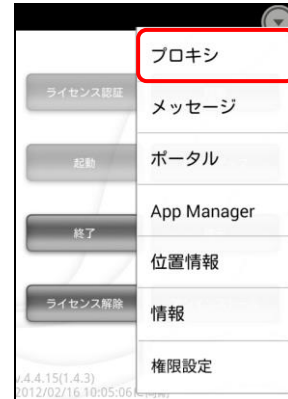 プロキシ
ライセンス認証
メッセージ
起動
ポータル
App Manager
終了
位置情報
ライセンス解除
情報
権限設定
v.4.4.15(1.4.3)
2012/02/16 10:05:06